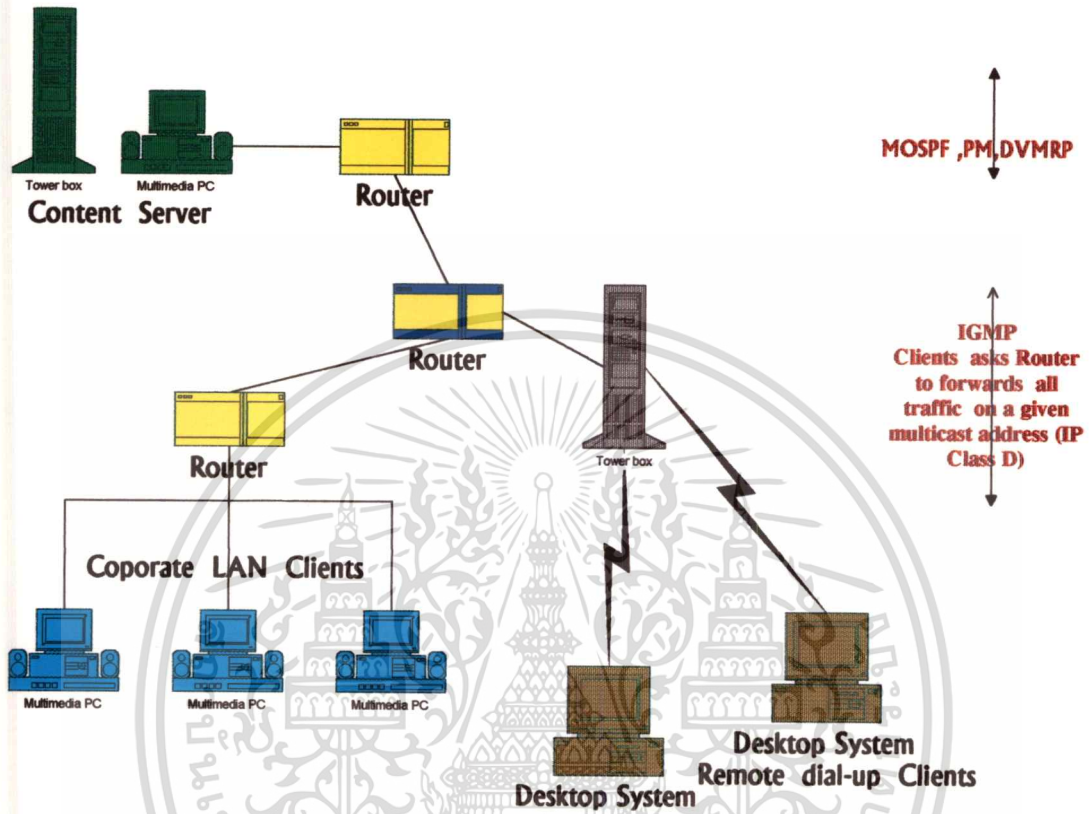 Tower box
Multimedia PC
Content Server
Router
MOSPF ,PM,DVMRP
Router
IGMP
Clients asks Router
to forwards all
traffic on a given
multicast address (IP
Class D)
Tower box
Router
Coporate LAN Clients
Multimedia PC
Multimedia PC
Multimedia PC
Desktop System
Remote dial-up Clients
Desktop System